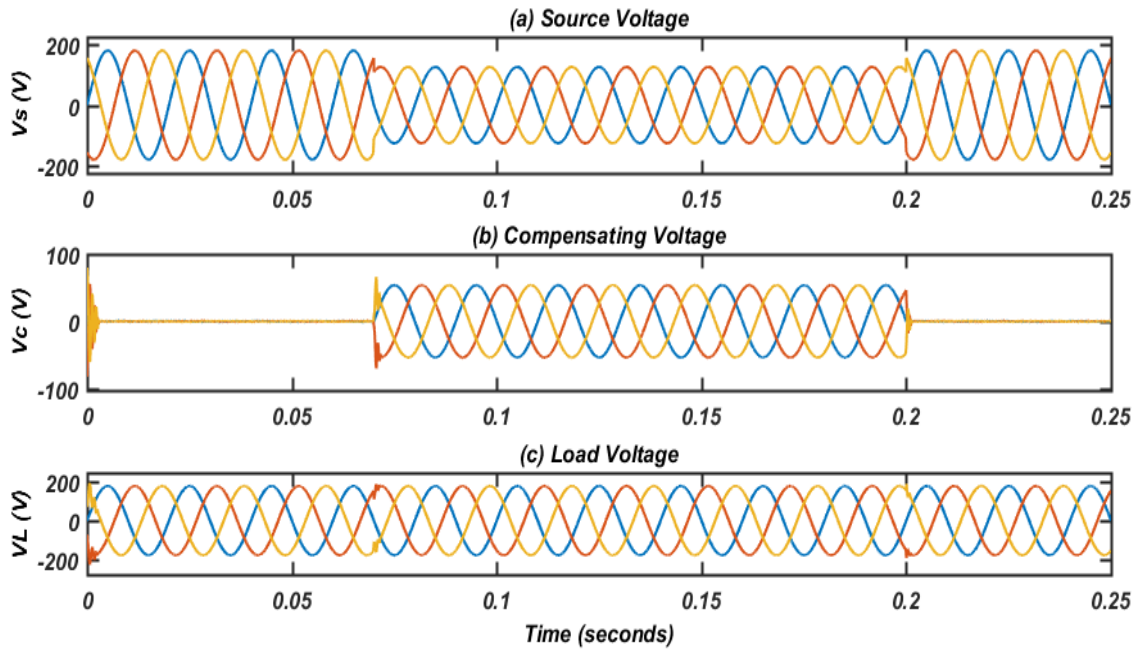 (a) Source Voltage
200
0
-200
Vs (V)
0 0.05 0.1 0.15 0.2 0.25
(b) Compensating Voltage
100
0
-100
Vc (V)
0 0.05 0.1 0.15 0.2 0.25
(c) Load Voltage
200
0
-200
VL (V)
0 0.05 0.1 0.15 0.2 0.25
Time (seconds)